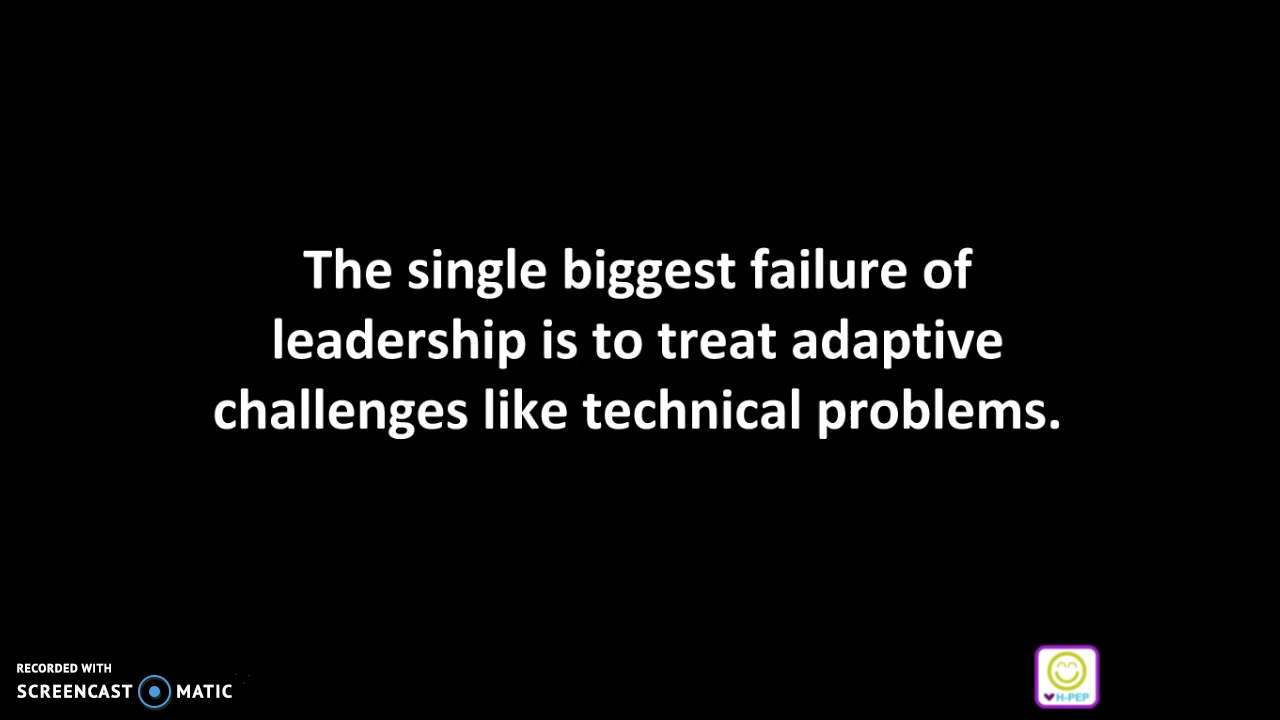 The single biggest failure of
leadership is to treat adaptive
challenges like technical problems.
RECORDED WITH
SCREENCAST MATIC
H-PEP